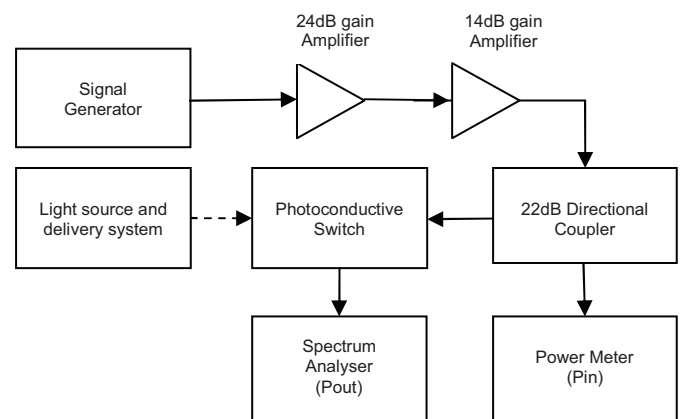 24dB gain
Amplifier
14dB gain
Amplifier
Signal
Generator
Light source and
delivery system
Photoconductive
Switch
22dB Directional
Coupler
Spectrum
Analyser
(Pout)
Power Meter
(Pin)